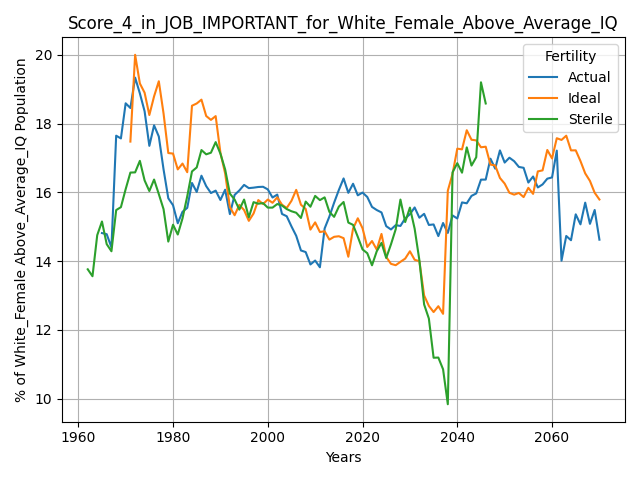 Score_4_in_JOB_IMPORTANT_for_White_Female_Above_Average_IQ
% of White_Female Above_Average_IQ Population
20
18
16
14
12
10
Fertility
Actual
Ideal
Sterile
1960 1980 2000 2020 2040 2060
Years